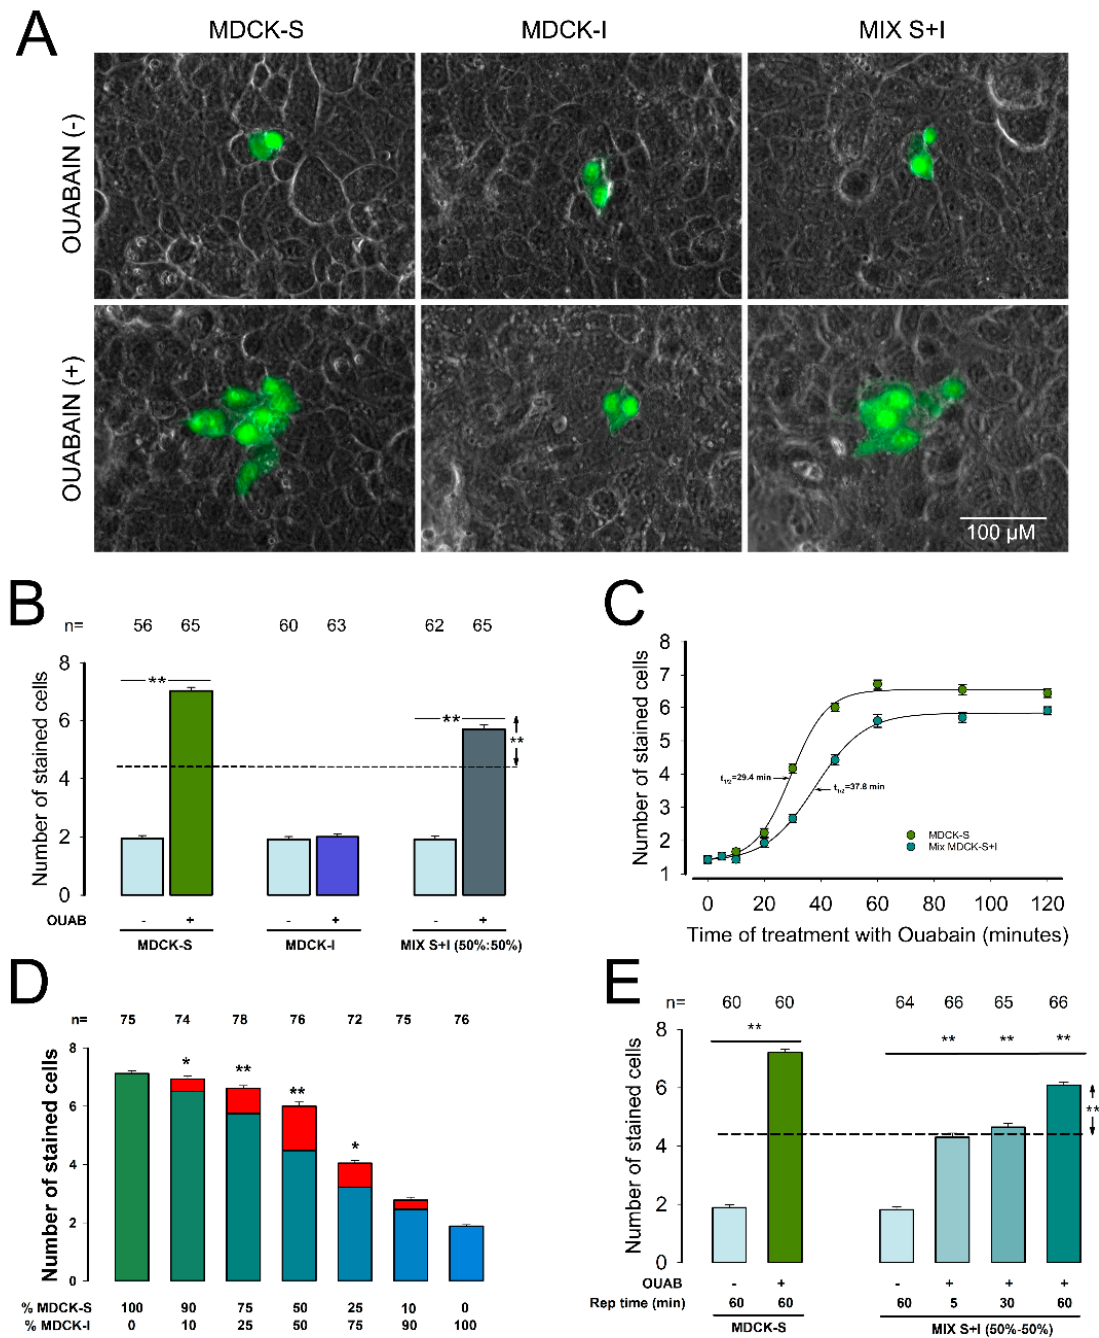 A
MDCK-S MDCK-I MIX S+I
OUABAIN (-)
OUABAIN (+)
100 µM
B
n= 56 65 60 63 62 65
Number of stained cells
8
6
4
2
0
** ** **
OUAB - + - + - +
MDCK-S MDCK-I MIX S+I (50%:50%)
C
Number of stained cells
8
7
6
5
4
3
2
1
t1/2=29.4 min
t1/2=37.8 min
MDCK-S
Mix MDCK-S+I
0 20 40 60 80 100 120
Time of treatment with Ouabain (minutes)
D
n= 75 74 78 76 72 75 76
Number of stained cells
8
6
4
2
0
* ** ** *
% MDCK-S 100 90 75 50 25 10 0
% MDCK-I 0 10 25 50 75 90 100
E
n= 60 60 64 66 65 66
Number of stained cells
8
6
4
2
0
** ** ** ** **
OUAB - + - + + +
Rep time (min) 60 60 60 5 30 60
MDCK-S MIX S+I (50%-50%)